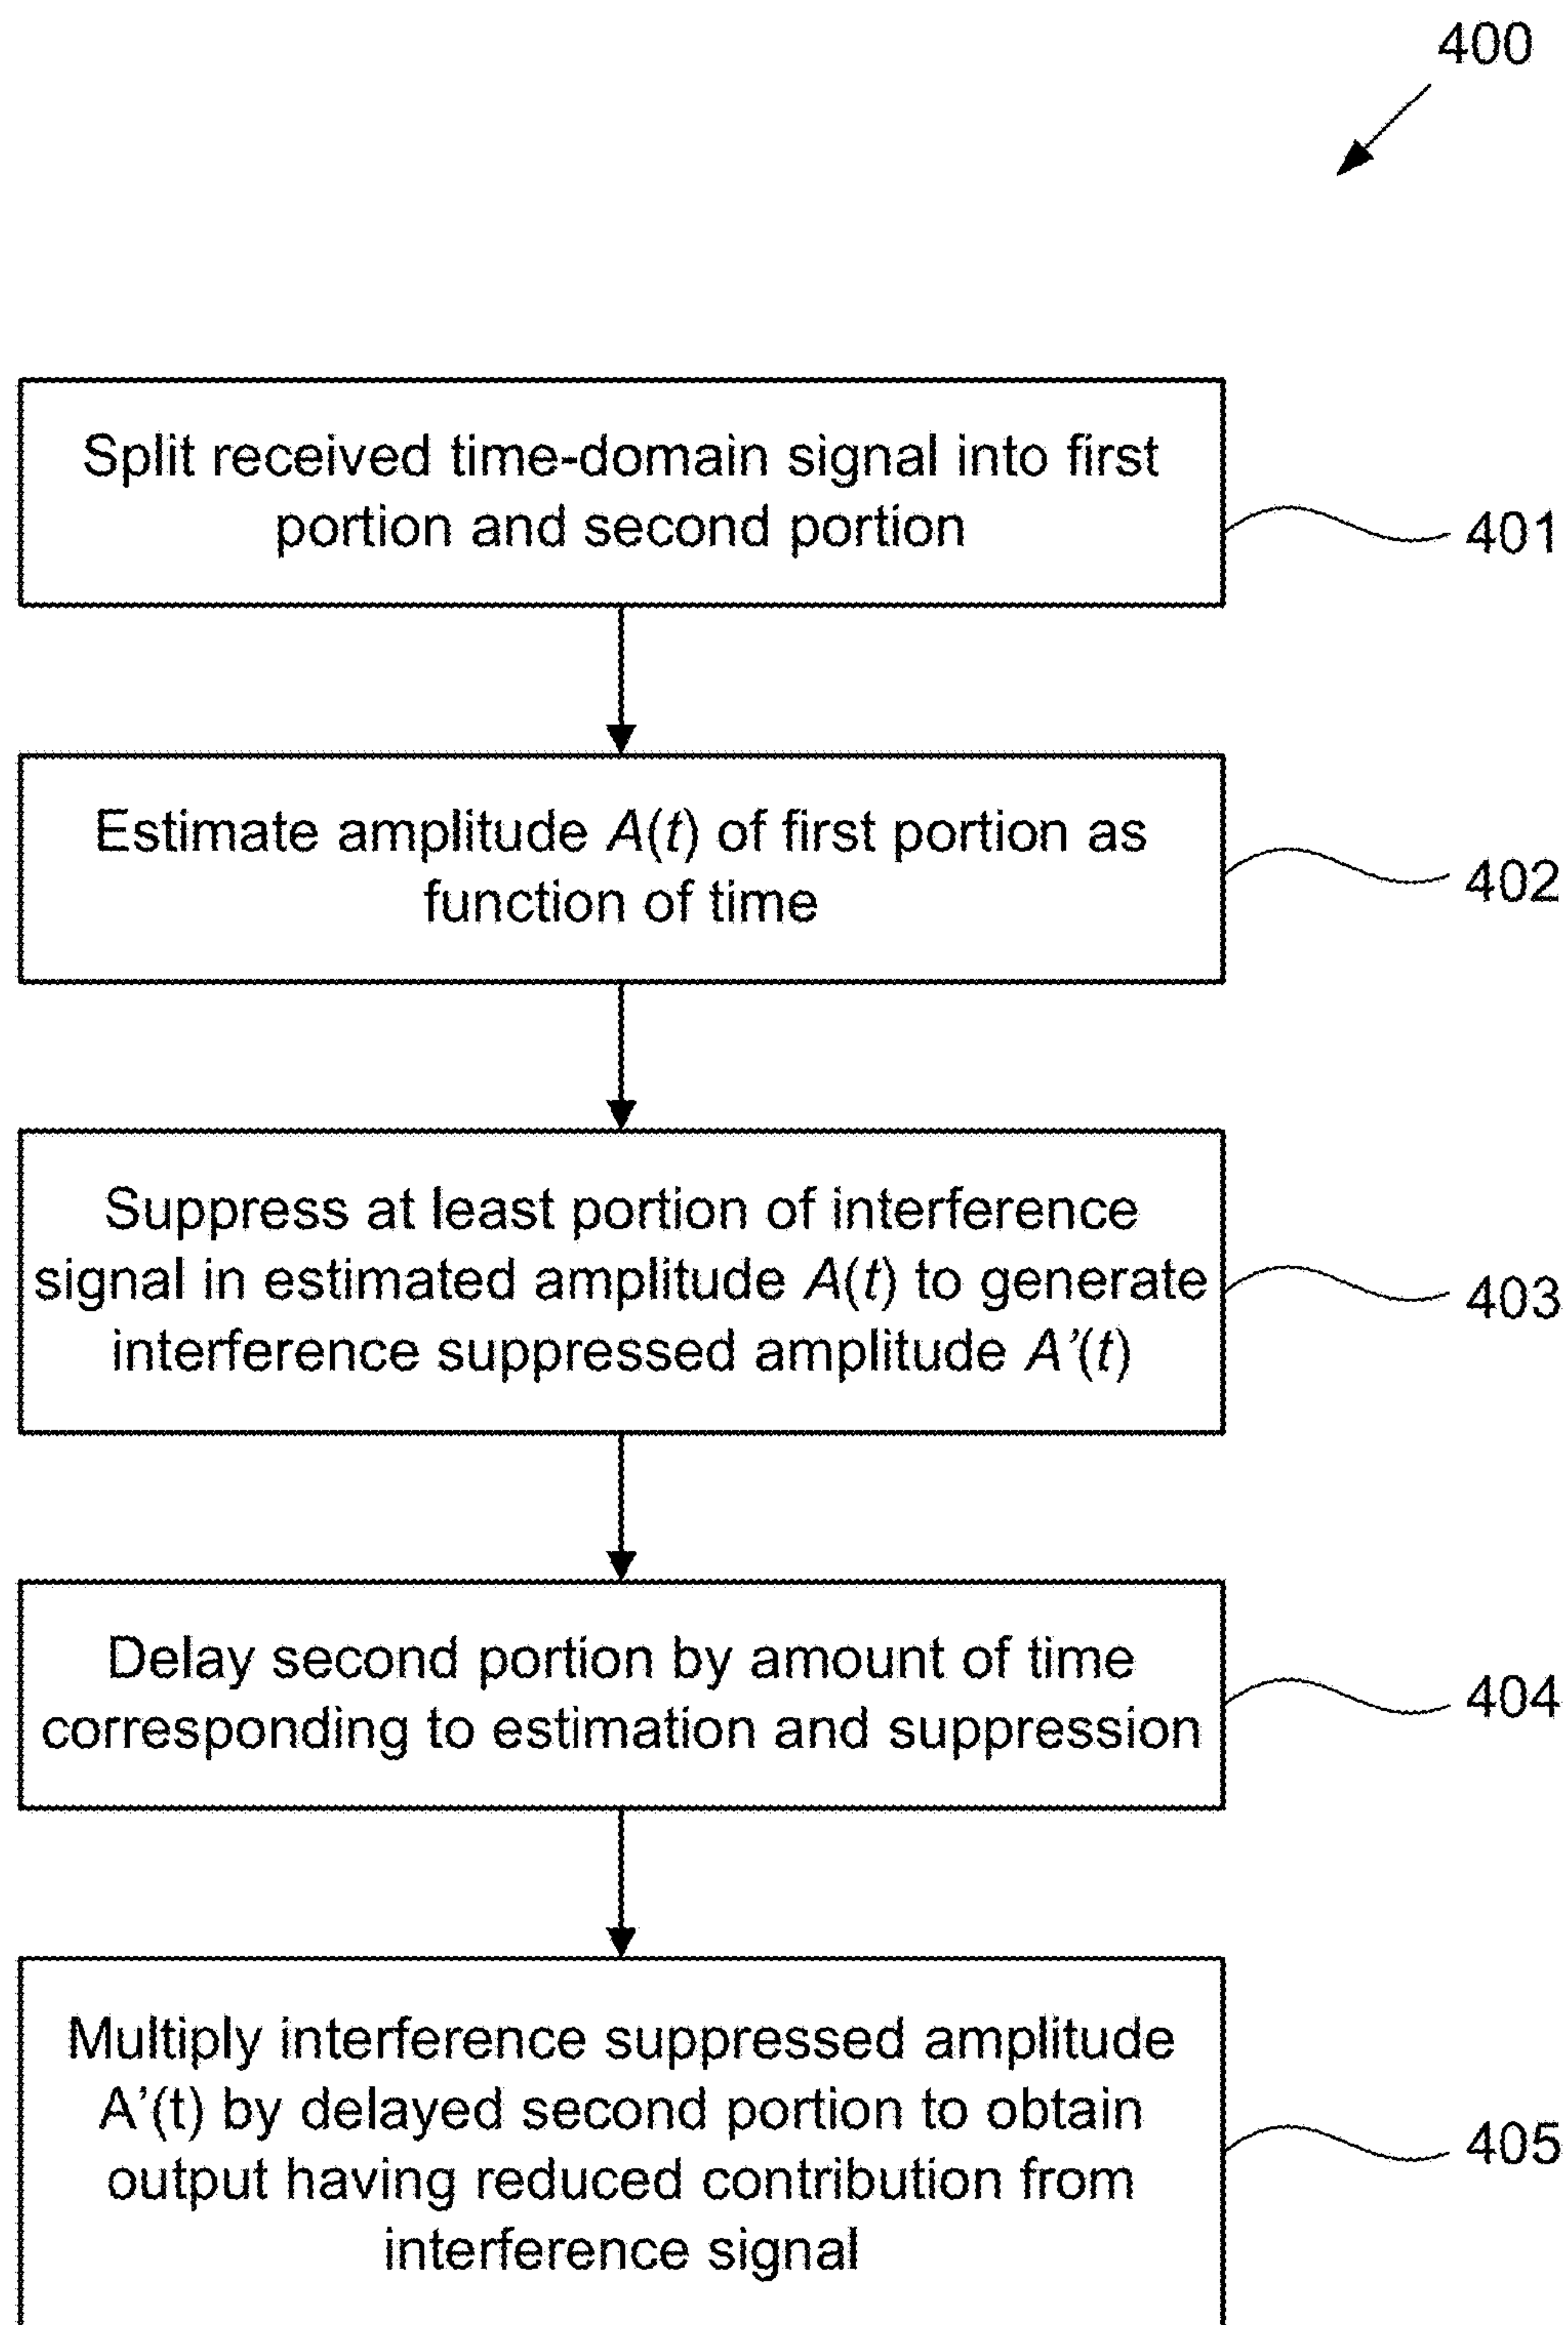 400
Split received time-domain signal into first
portion and second portion
401
Estimate amplitude A(t) of first portion as
function of time
402
Suppress at least portion of interference
signal in estimated amplitude A(t) to generate
interference suppressed amplitude A’(t)
403
Delay second portion by amount of time
corresponding to estimation and suppression
404
Multiply interference suppressed amplitude
A’(t) by delayed second portion to obtain
output having reduced contribution from
interference signal
405